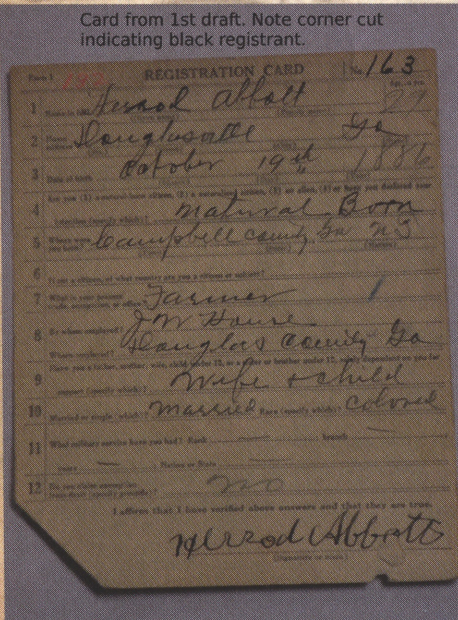 Card from 1st draft. Note corner cut
indicating black registrant.
Form 1 REGISTRATION CARD No. 163
1 Abbott 29
2 Douglasville Ga
3 Date of birth October 19th 1886
4 Are you (1) a natural-born citizen, (2) a naturalized citizen, (3) an alien, (4) or have you declared your
intention (specify which)? Natural Born
5 Where were you born? Campbell County Ga
6 If not a citizen, of what country are you a citizen or subject?
7 What is your present trade, occupation, or office? Farmer
8 By whom employed? J W House
Where employed? Douglas County Ga
9 Have you a father, mother, wife, child under 12, or a sister or brother under 12, solely dependent on you for
support (specify which)? Wife & child
10 Married or single (which)? Married Race (specify which)? Colored
11 What military service have you had? Rank — branch —
years — Nation or State —
12 Do you claim exemption from draft (specify grounds)? No
I affirm that I have verified above answers and that they are true.
Abbott
(Signature or mark)